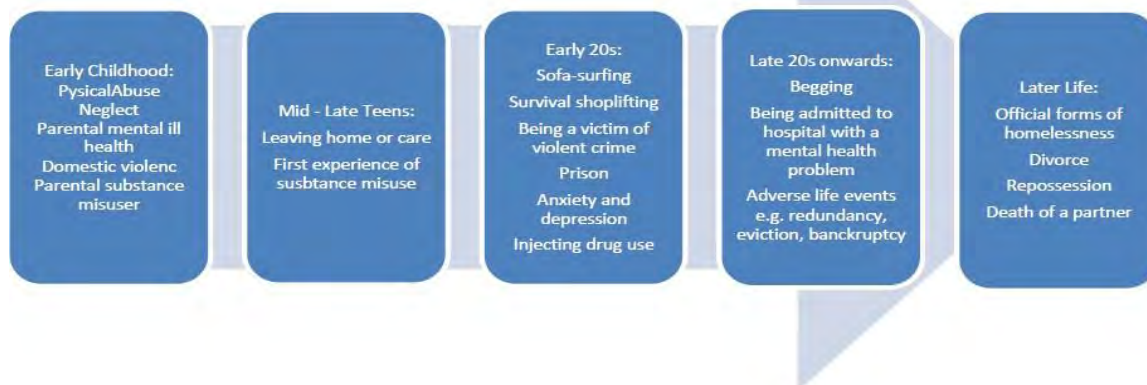 Early Childhood:
PysicalAbuse
Neglect
Parental mental ill
health
Domestic violenc
Parental substance
misuser
Mid - Late Teens:
Leaving home or care
First experience of
susbtance misuse
Early 20s:
Sofa-surfing
Survival shoplifting
Being a victim of
violent crime
Prison
Anxiety and
depression
Injecting drug use
Late 20s onwards:
Begging
Being admitted to
hospital with a
mental health
problem
Adverse life events
e.g. redundancy,
eviction, banckruptcy
Later Life:
Official forms of
homelessness
Divorce
Repossession
Death of a partner